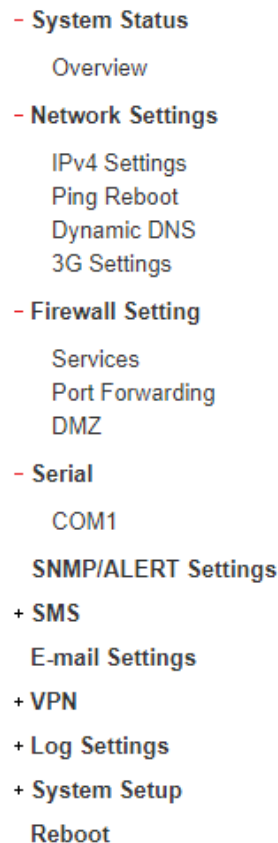 - System Status
Overview
- Network Settings
IPv4 Settings
Ping Reboot
Dynamic DNS
3G Settings
- Firewall Setting
Services
Port Forwarding
DMZ
- Serial
COM1
SNMP/ALERT Settings
+ SMS
E-mail Settings
+ VPN
+ Log Settings
+ System Setup
Reboot